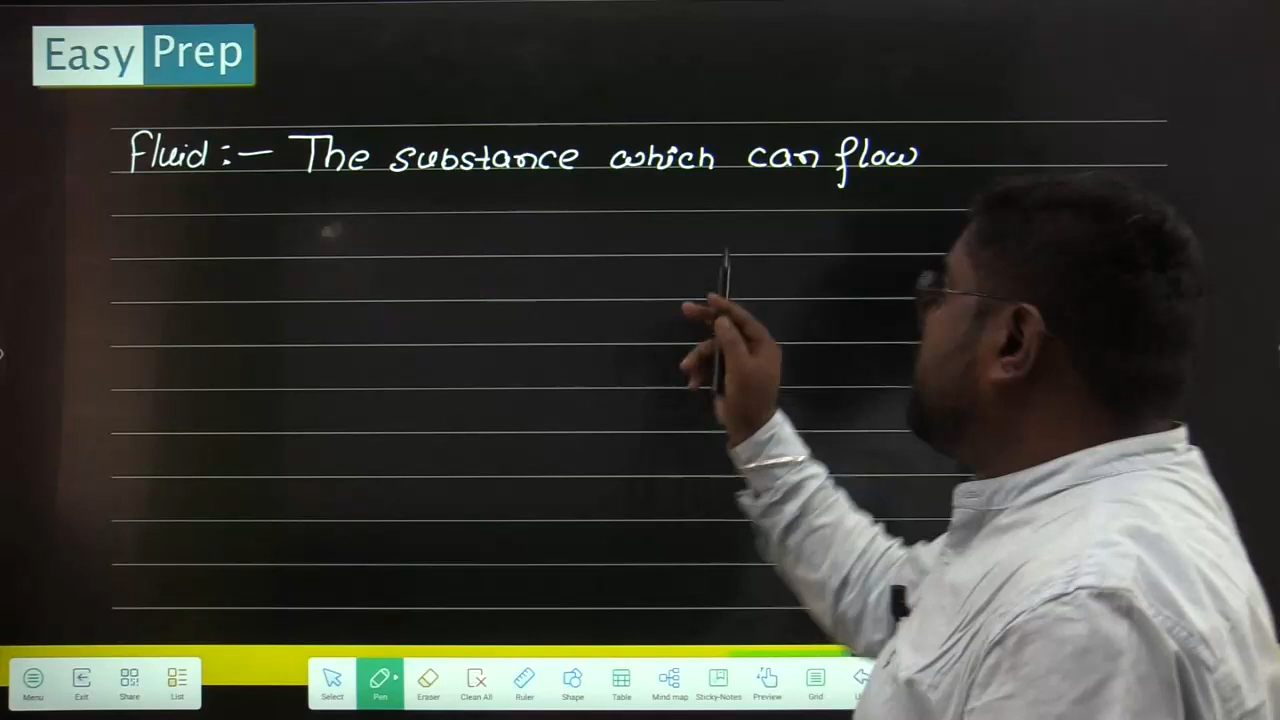 Easy Prep
Fluid :- The substance which can flow
Menu Exit Share List Select Pen Eraser Clean All Ruler Shape Table Mind map Sticky-Notes Preview Grid